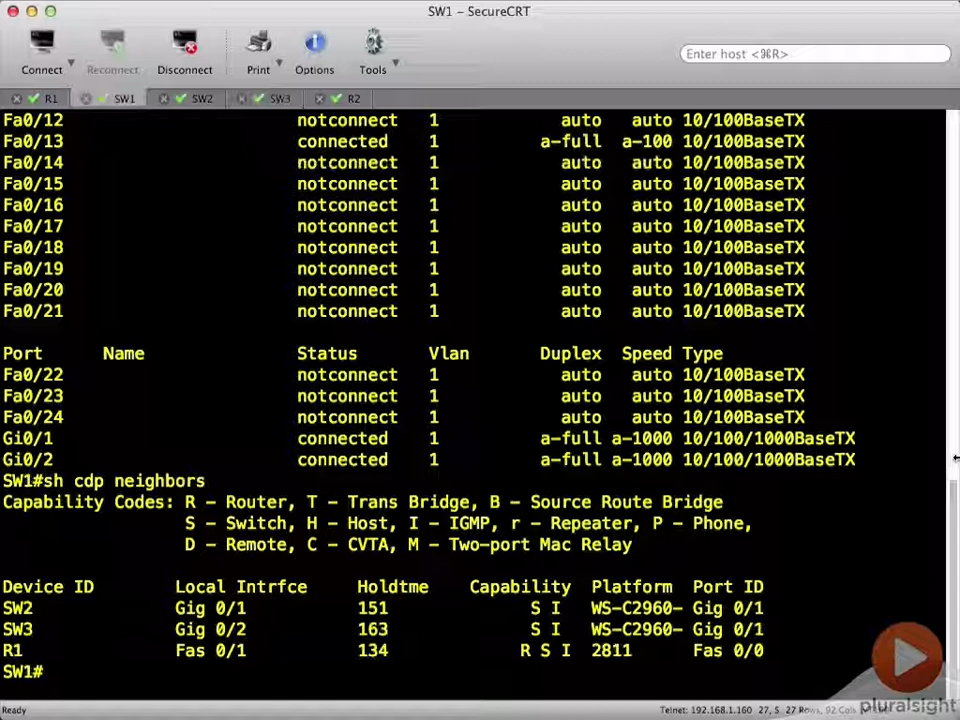 SW1 – SecureCRT
Connect Reconnect Disconnect Print Options Tools Enter host <⌘R>
R1 SW1 SW2 SW3 R2
Fa0/12 notconnect 1 auto auto 10/100BaseTX
Fa0/13 connected 1 a-full a-100 10/100BaseTX
Fa0/14 notconnect 1 auto auto 10/100BaseTX
Fa0/15 notconnect 1 auto auto 10/100BaseTX
Fa0/16 notconnect 1 auto auto 10/100BaseTX
Fa0/17 notconnect 1 auto auto 10/100BaseTX
Fa0/18 notconnect 1 auto auto 10/100BaseTX
Fa0/19 notconnect 1 auto auto 10/100BaseTX
Fa0/20 notconnect 1 auto auto 10/100BaseTX
Fa0/21 notconnect 1 auto auto 10/100BaseTX
Port Name Status Vlan Duplex Speed Type
Fa0/22 notconnect 1 auto auto 10/100BaseTX
Fa0/23 notconnect 1 auto auto 10/100BaseTX
Fa0/24 notconnect 1 auto auto 10/100BaseTX
Gi0/1 connected 1 a-full a-1000 10/100/1000BaseTX
Gi0/2 connected 1 a-full a-1000 10/100/1000BaseTX
SW1#sh cdp neighbors
Capability Codes: R - Router, T - Trans Bridge, B - Source Route Bridge
S - Switch, H - Host, I - IGMP, r - Repeater, P - Phone,
D - Remote, C - CVTA, M - Two-port Mac Relay
Device ID Local Intrfce Holdtme Capability Platform Port ID
SW2 Gig 0/1 151 S I WS-C2960- Gig 0/1
SW3 Gig 0/2 163 S I WS-C2960- Gig 0/1
R1 Fas 0/1 134 R S I 2811 Fas 0/0
SW1#
Ready Telnet: 192.168.1.160 27, 5 27 Rows, 92 Cols
pluralsight